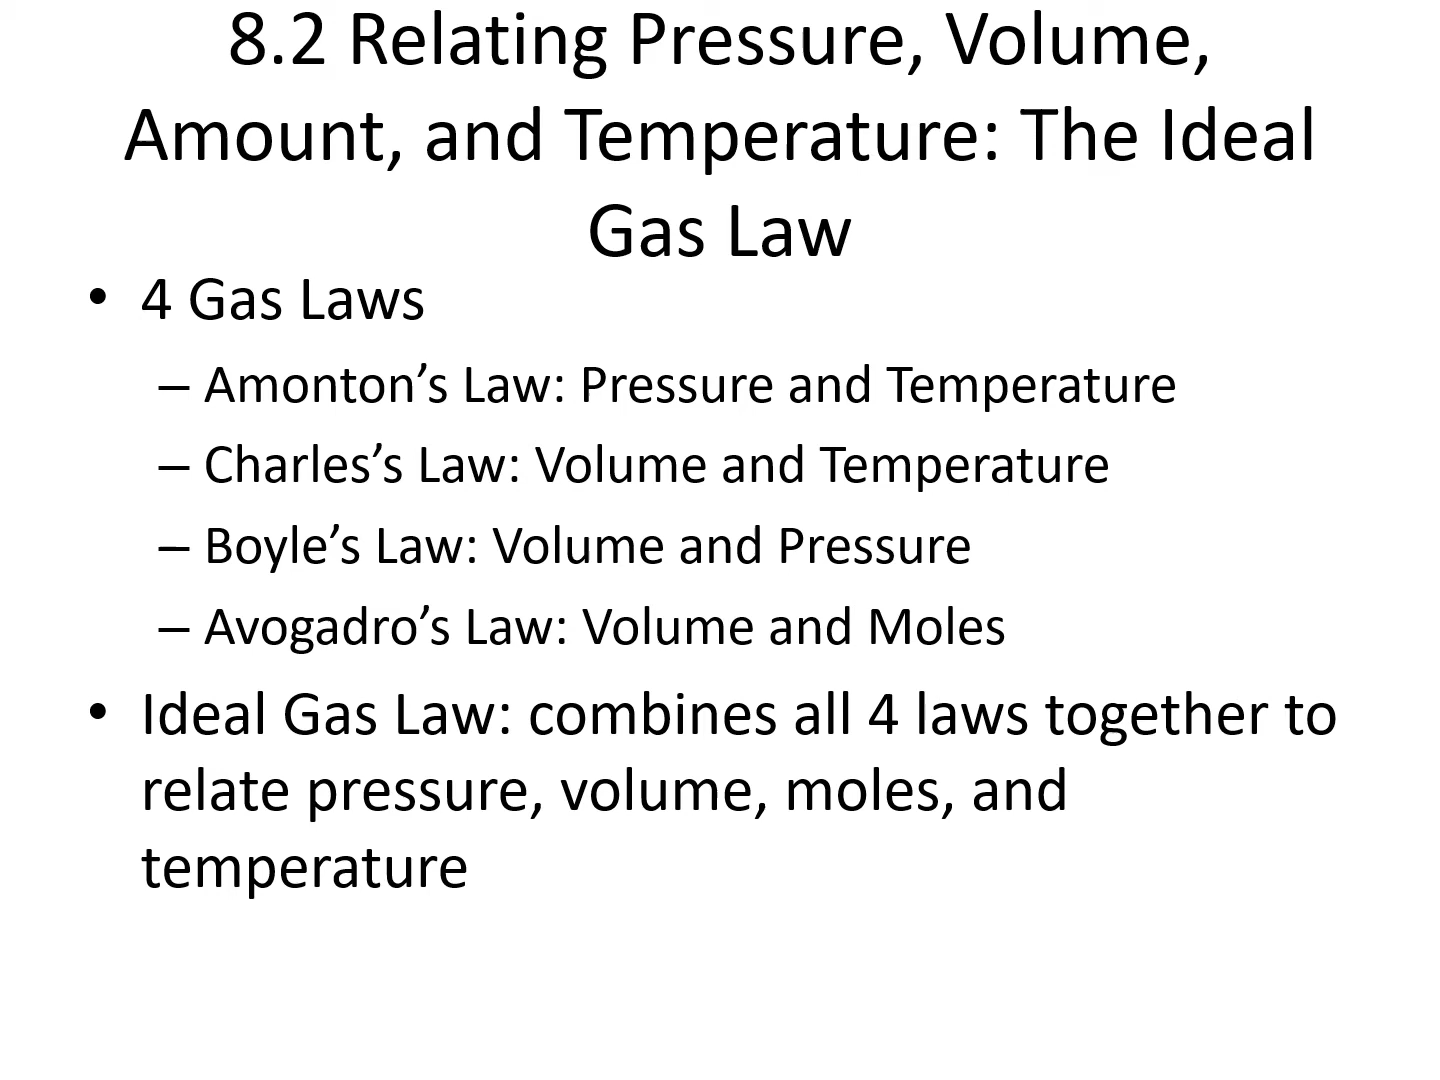 8.2 Relating Pressure, Volume,
Amount, and Temperature: The Ideal
Gas Law
• 4 Gas Laws
– Amonton’s Law: Pressure and Temperature
– Charles’s Law: Volume and Temperature
– Boyle’s Law: Volume and Pressure
– Avogadro’s Law: Volume and Moles
• Ideal Gas Law: combines all 4 laws together to
relate pressure, volume, moles, and
temperature